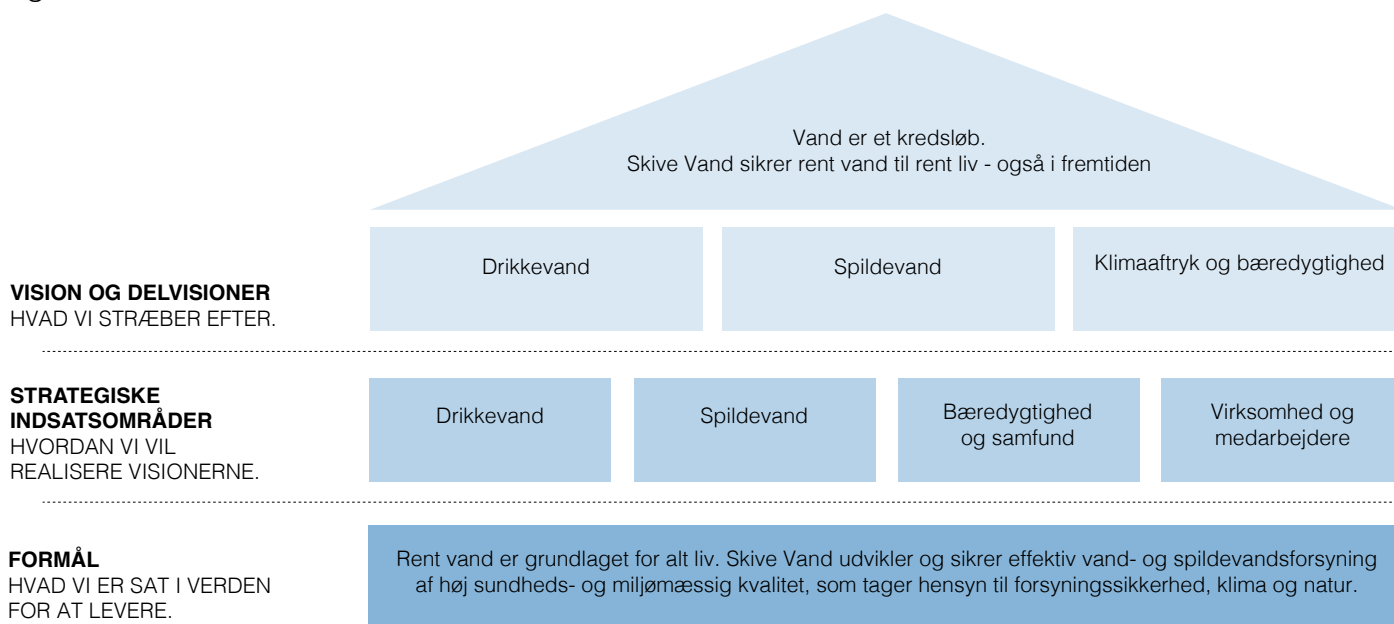 Vand er et kredsløb.
Skive Vand sikrer rent vand til rent liv - også i fremtiden
VISION OG DELVISIONER
HVAD VI STRÆBER EFTER.
Drikkevand
Spildevand
Klimaaftryk og bæredygtighed
STRATEGISKE
INDSATSOMRÅDER
HVORDAN VI VIL
REALISERE VISIONERNE.
Drikkevand
Spildevand
Bæredygtighed
og samfund
Virksomhed og
medarbejdere
FORMÅL
HVAD VI ER SAT I VERDEN
FOR AT LEVERE.
Rent vand er grundlaget for alt liv. Skive Vand udvikler og sikrer effektiv vand- og spildevandsforsyning
af høj sundheds- og miljømæssig kvalitet, som tager hensyn til forsyningssikkerhed, klima og natur.